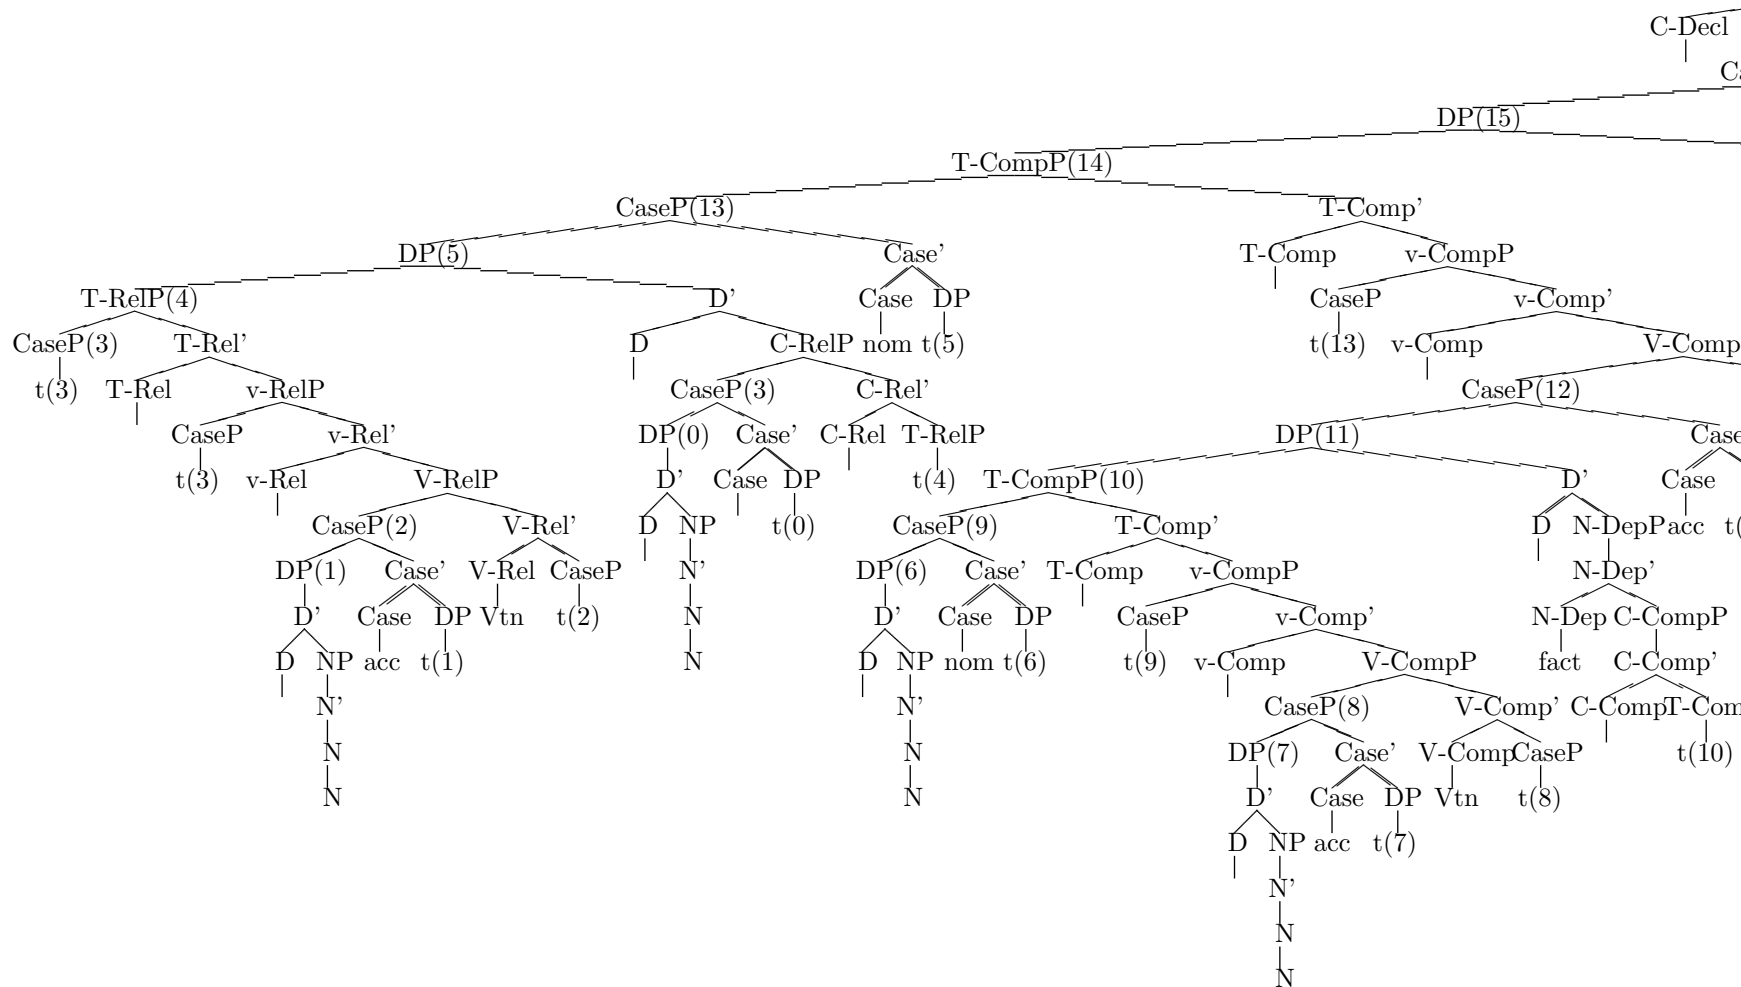 C-Decl
Ca
DP(15)
T-CompP(14)
CaseP(13) T-Comp'
DP(5) Case' T-Comp v-CompP
T-RelP(4) D' Case DP CaseP v-Comp'
CaseP(3) T-Rel' D C-RelP nom t(5) t(13) v-Comp V-Comp
t(3) T-Rel v-RelP CaseP(3) C-Rel' CaseP(12)
CaseP v-Rel' DP(0) Case' C-Rel T-RelP DP(11) Case
t(3) v-Rel V-RelP D' Case DP t(4) T-CompP(10) D' Case
CaseP(2) V-Rel' D NP t(0) CaseP(9) T-Comp' D N-DepP acc t(
DP(1) Case' V-Rel CaseP N' DP(6) Case' T-Comp v-CompP N-Dep'
D' Case DP Vtn t(2) N D' Case DP CaseP v-Comp' N-Dep C-CompP
D NP acc t(1) N D NP nom t(6) t(9) v-Comp V-CompP fact C-Comp'
N' N' CaseP(8) V-Comp' C-Comp T-Com
N N DP(7) Case' V-Comp CaseP t(10)
N N D' Case DP Vtn t(8)
D NP acc t(7)
N'
N
N